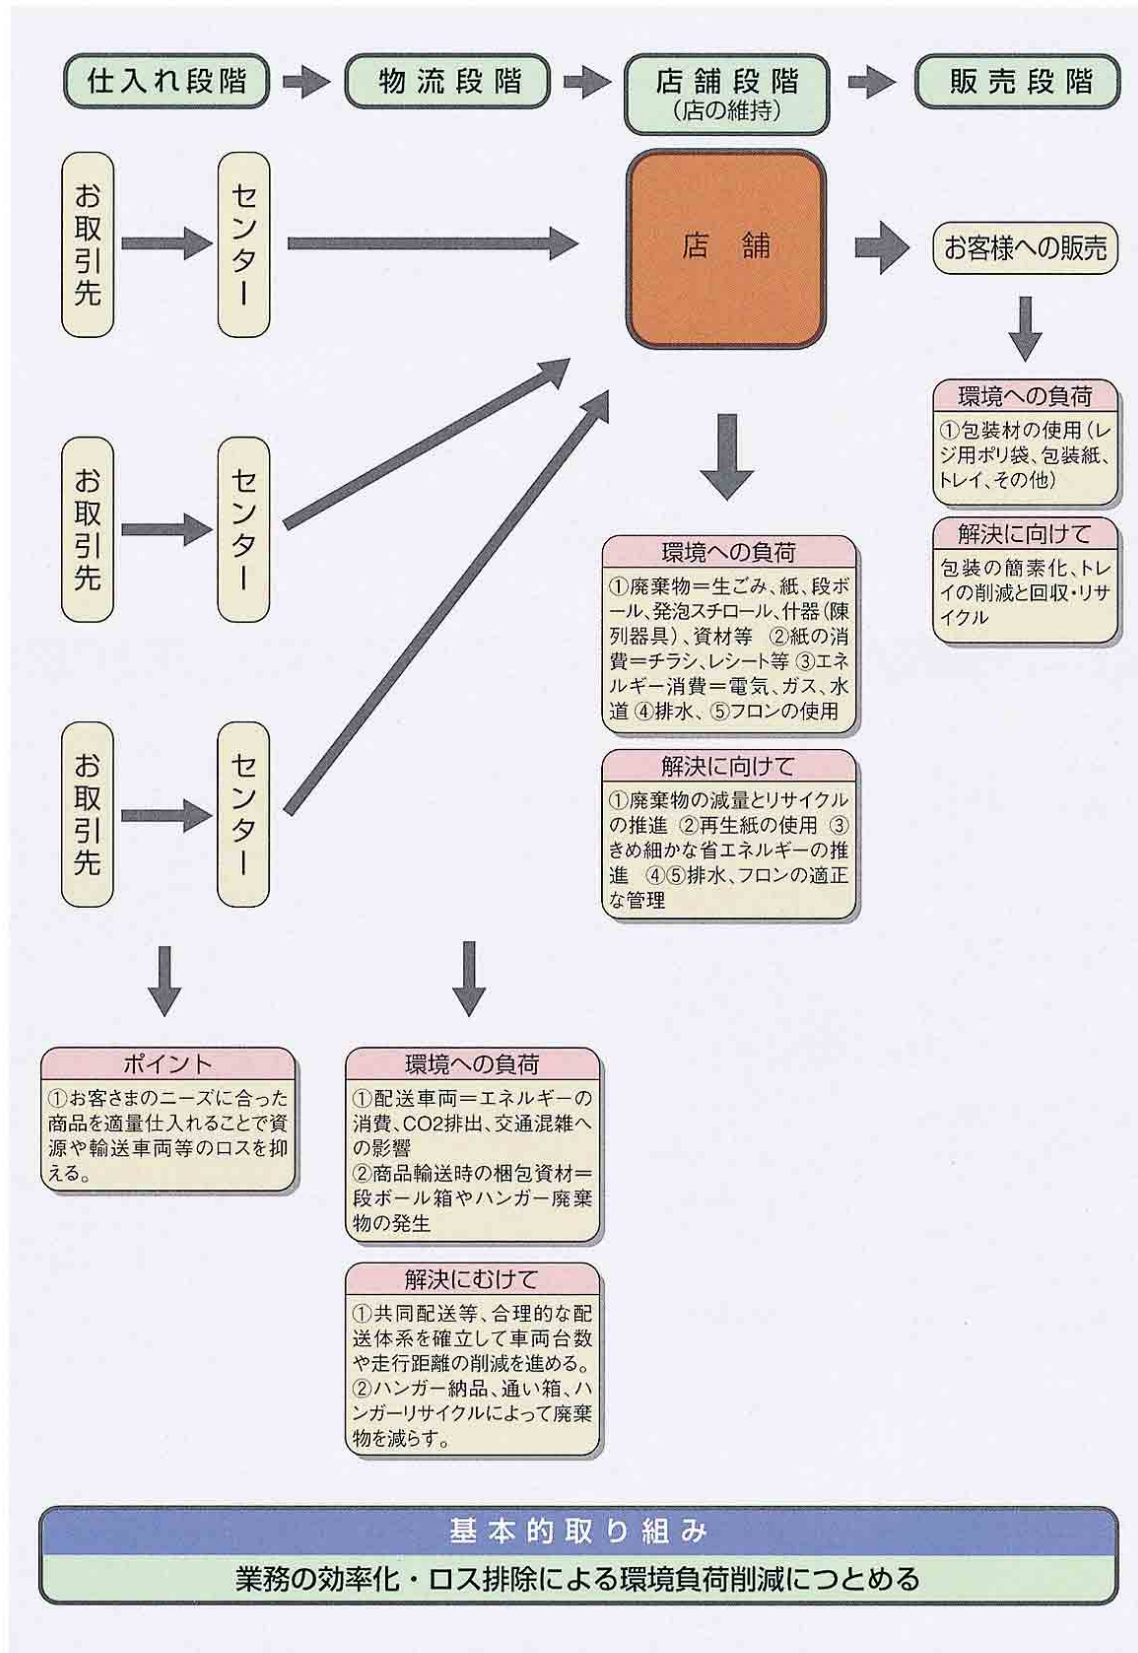 仕入れ段階
物流段階
店舗段階
(店の維持)
販売段階
お取引先
センター
店 舗
お客様への販売
お取引先
センター
お取引先
センター
環境への負荷
①包装材の使用(レ
ジ用ポリ袋、包装紙、
トレイ、その他)
解決に向けて
包装の簡素化、トレ
イの削減と回収・リサ
イクル
環境への負荷
①廃棄物=生ごみ、紙、段ボ
ール、発泡スチロール、什器(陳
列器具)、資材等 ②紙の消
費=チラシ、レシート等 ③エネ
ルギー消費=電気、ガス、水
道 ④排水、 ⑤フロンの使用
解決に向けて
①廃棄物の減量とリサイクル
の推進 ②再生紙の使用 ③
きめ細かな省エネルギーの推
進 ④⑤排水、フロンの適正
な管理
ポイント
①お客さまのニーズに合った
商品を適量仕入れることで資
源や輸送車両等のロスを抑
える。
環境への負荷
①配送車両=エネルギーの
消費、CO2排出、交通混雑へ
の影響
②商品輸送時の梱包資材=
段ボール箱やハンガー廃棄
物の発生
解決にむけて
①共同配送等、合理的な配
送体系を確立して車両台数
や走行距離の削減を進める。
②ハンガー納品、通い箱、ハ
ンガーリサイクルによって廃棄
物を減らす。
基本的取り組み
業務の効率化・ロス排除による環境負荷削減につとめる